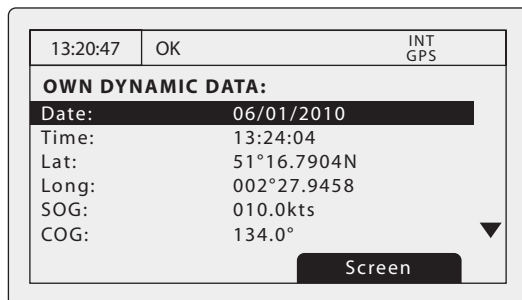 13:20:47 OK INT
GPS
OWN DYNAMIC DATA:
Date: 06/01/2010
Time: 13:24:04
Lat: 51°16.7904N
Long: 002°27.9458
SOG: 010.0kts
COG: 134.0°
Screen